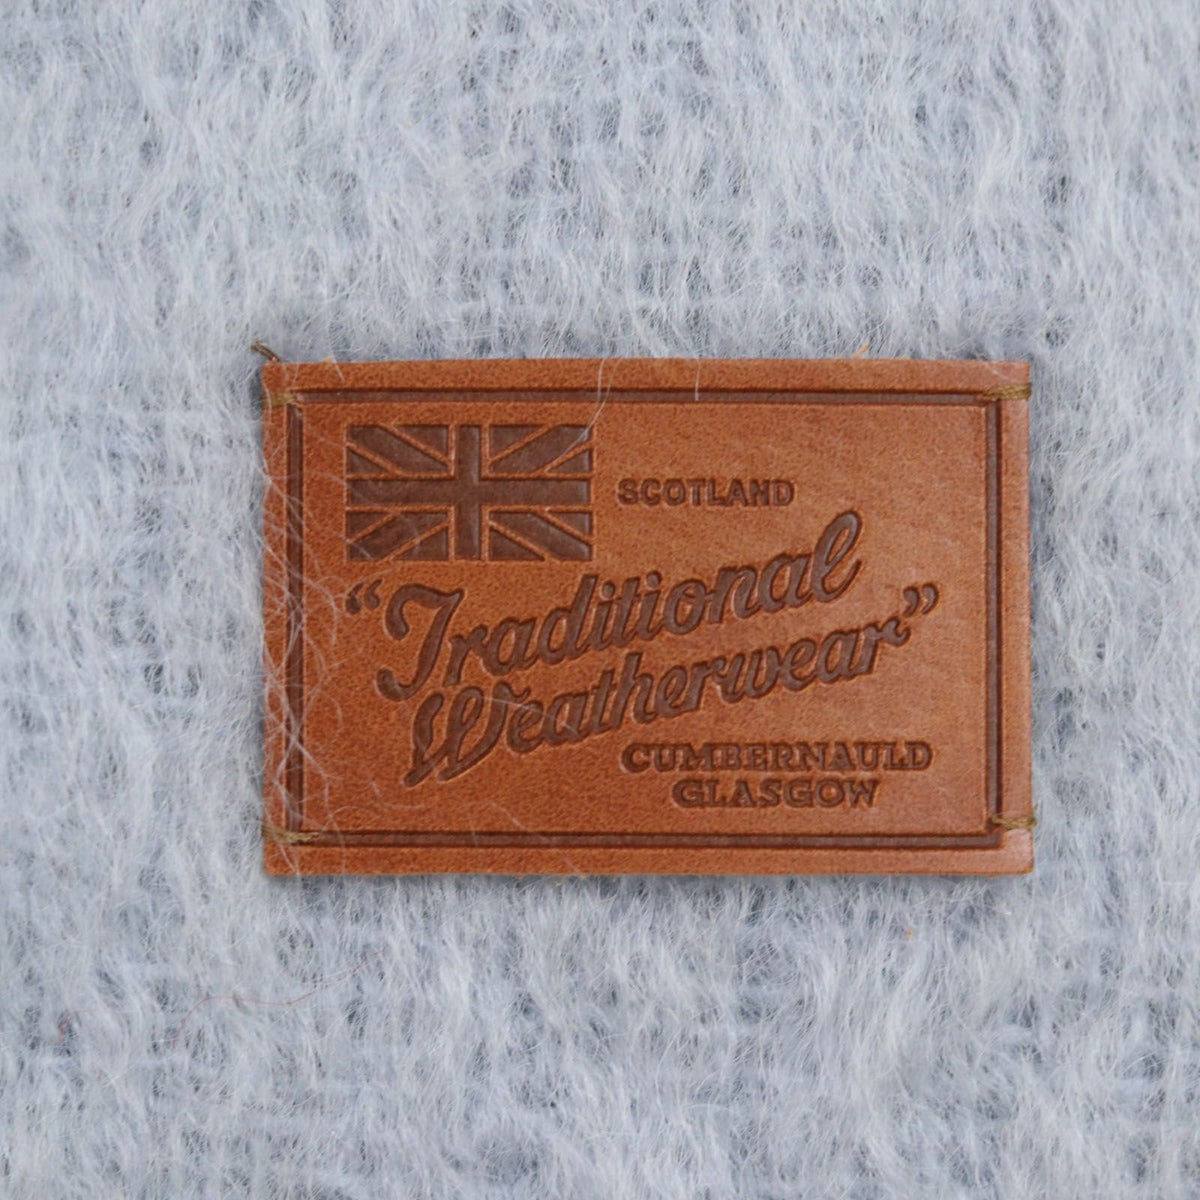 SCOTLAND
“Traditional
Weatherwear”
CUMBERNAULD
GLASGOW